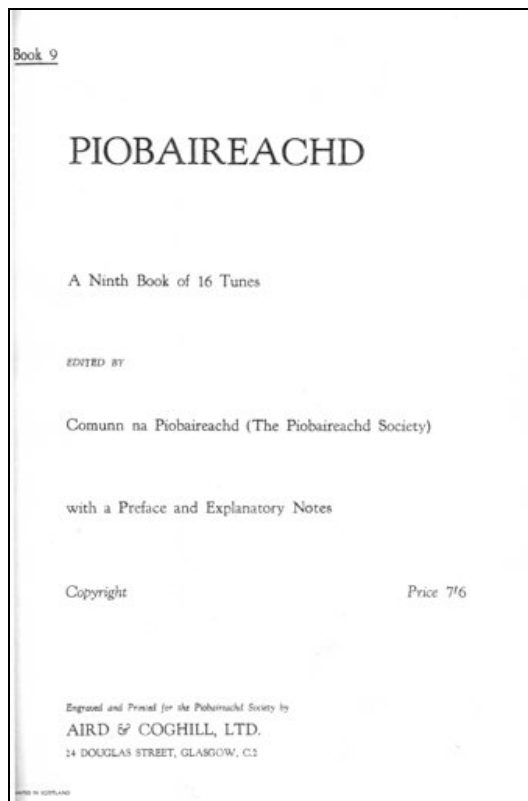 Book 9
PIOBAIREACHD
A Ninth Book of 16 Tunes
EDITED BY
Comunn na Piobaireachd (The Piobaireachd Society)
with a Preface and Explanatory Notes
Copyright Price 7/6
Engraved and Printed for the Piobaireachd Society by
AIRD & COGHILL, LTD.
24 DOUGLAS STREET, GLASGOW, C.2
IN SCOTLAND